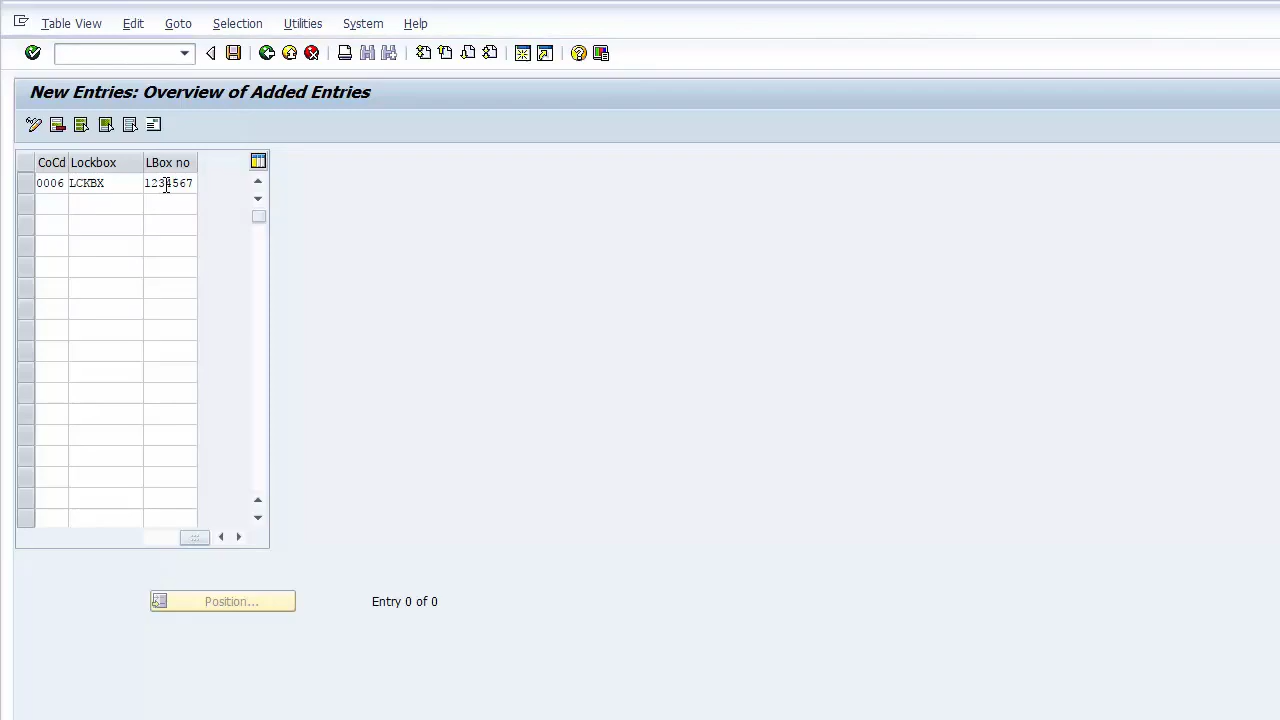 Table View Edit Goto Selection Utilities System Help
New Entries: Overview of Added Entries
CoCd Lockbox LBox no
0006 LCKBX 1234567
Position... Entry 0 of 0